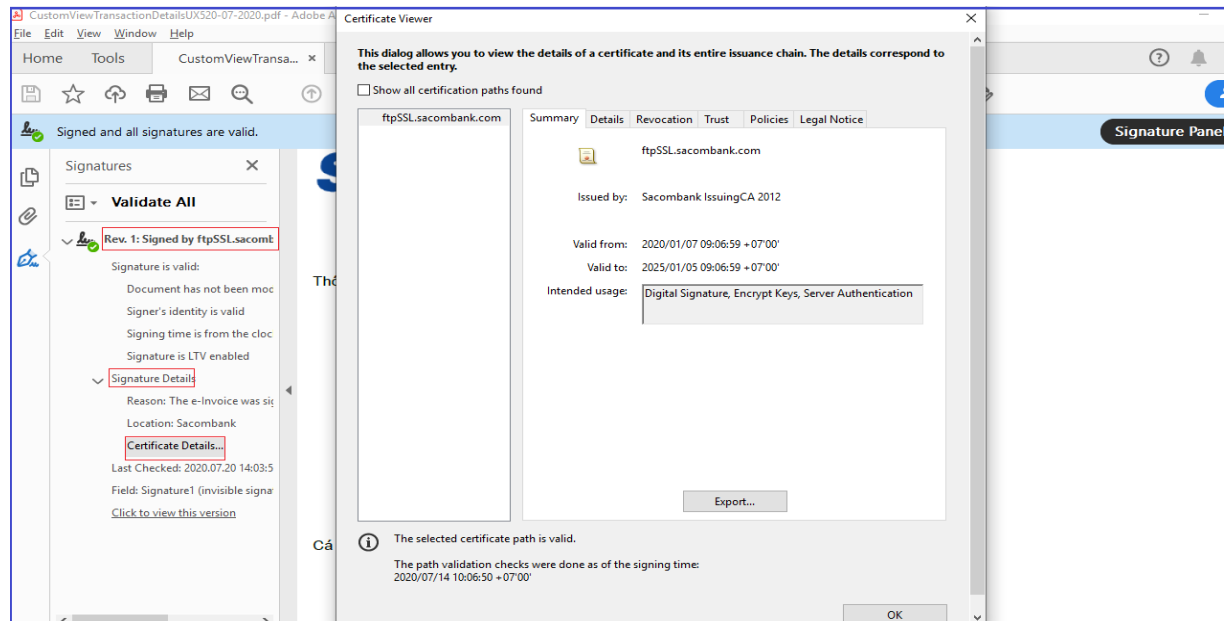 CustomViewTransactionDetailsUX520-07-2020.pdf - Adobe A
File Edit View Window Help
Home Tools CustomViewTransa... ×
Signed and all signatures are valid.
Signature Panel
Signatures
Validate All
Rev. 1: Signed by ftpSSL.sacomb
Signature is valid:
Document has not been moc
Signer's identity is valid
Signing time is from the cloc
Signature is LTV enabled
Signature Details
Reason: The e-Invoice was sig
Location: Sacombank
Certificate Details...
Last Checked: 2020.07.20 14:03:5
Field: Signature1 (invisible signa
Click to view this version
Thô
Cá
Certificate Viewer
This dialog allows you to view the details of a certificate and its entire issuance chain. The details correspond to
the selected entry.
Show all certification paths found
ftpSSL.sacombank.com
Summary Details Revocation Trust Policies Legal Notice
ftpSSL.sacombank.com
Issued by: Sacombank IssuingCA 2012
Valid from: 2020/01/07 09:06:59 +07'00'
Valid to: 2025/01/05 09:06:59 +07'00'
Intended usage: Digital Signature, Encrypt Keys, Server Authentication
Export...
The selected certificate path is valid.
The path validation checks were done as of the signing time:
2020/07/14 10:06:50 +07'00'
OK